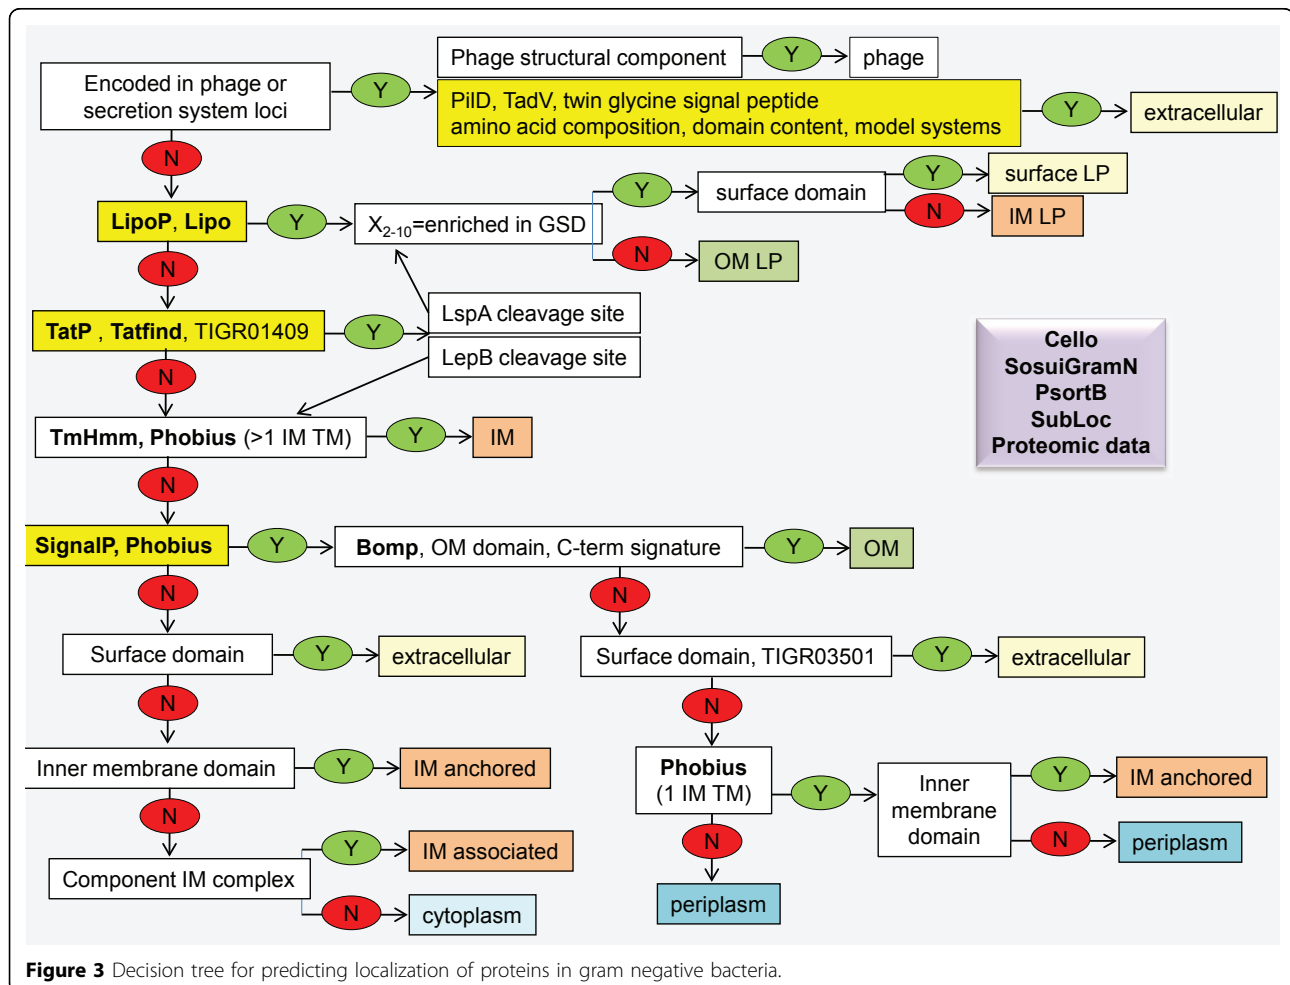 Phage structural component
Y
phage
Encoded in phage or
secretion system loci
Y
PilD, TadV, twin glycine signal peptide
amino acid composition, domain content, model systems
Y
extracellular
N
LipoP, Lipo
Y
X2-10=enriched in GSD
Y
surface domain
Y
surface LP
N
IM LP
N
OM LP
N
TatP , Tatfind, TIGR01409
Y
LspA cleavage site
LepB cleavage site
Cello
SosuiGramN
PsortB
SubLoc
Proteomic data
N
TmHmm, Phobius (>1 IM TM)
Y
IM
N
SignalP, Phobius
Y
Bomp, OM domain, C-term signature
Y
OM
N
N
Surface domain
Y
extracellular
Surface domain, TIGR03501
Y
extracellular
N
N
Inner membrane domain
Y
IM anchored
Phobius
(1 IM TM)
Y
Inner
membrane
domain
Y
IM anchored
N
periplasm
N
N
Component IM complex
Y
IM associated
N
cytoplasm
periplasm
Figure 3 Decision tree for predicting localization of proteins in gram negative bacteria.